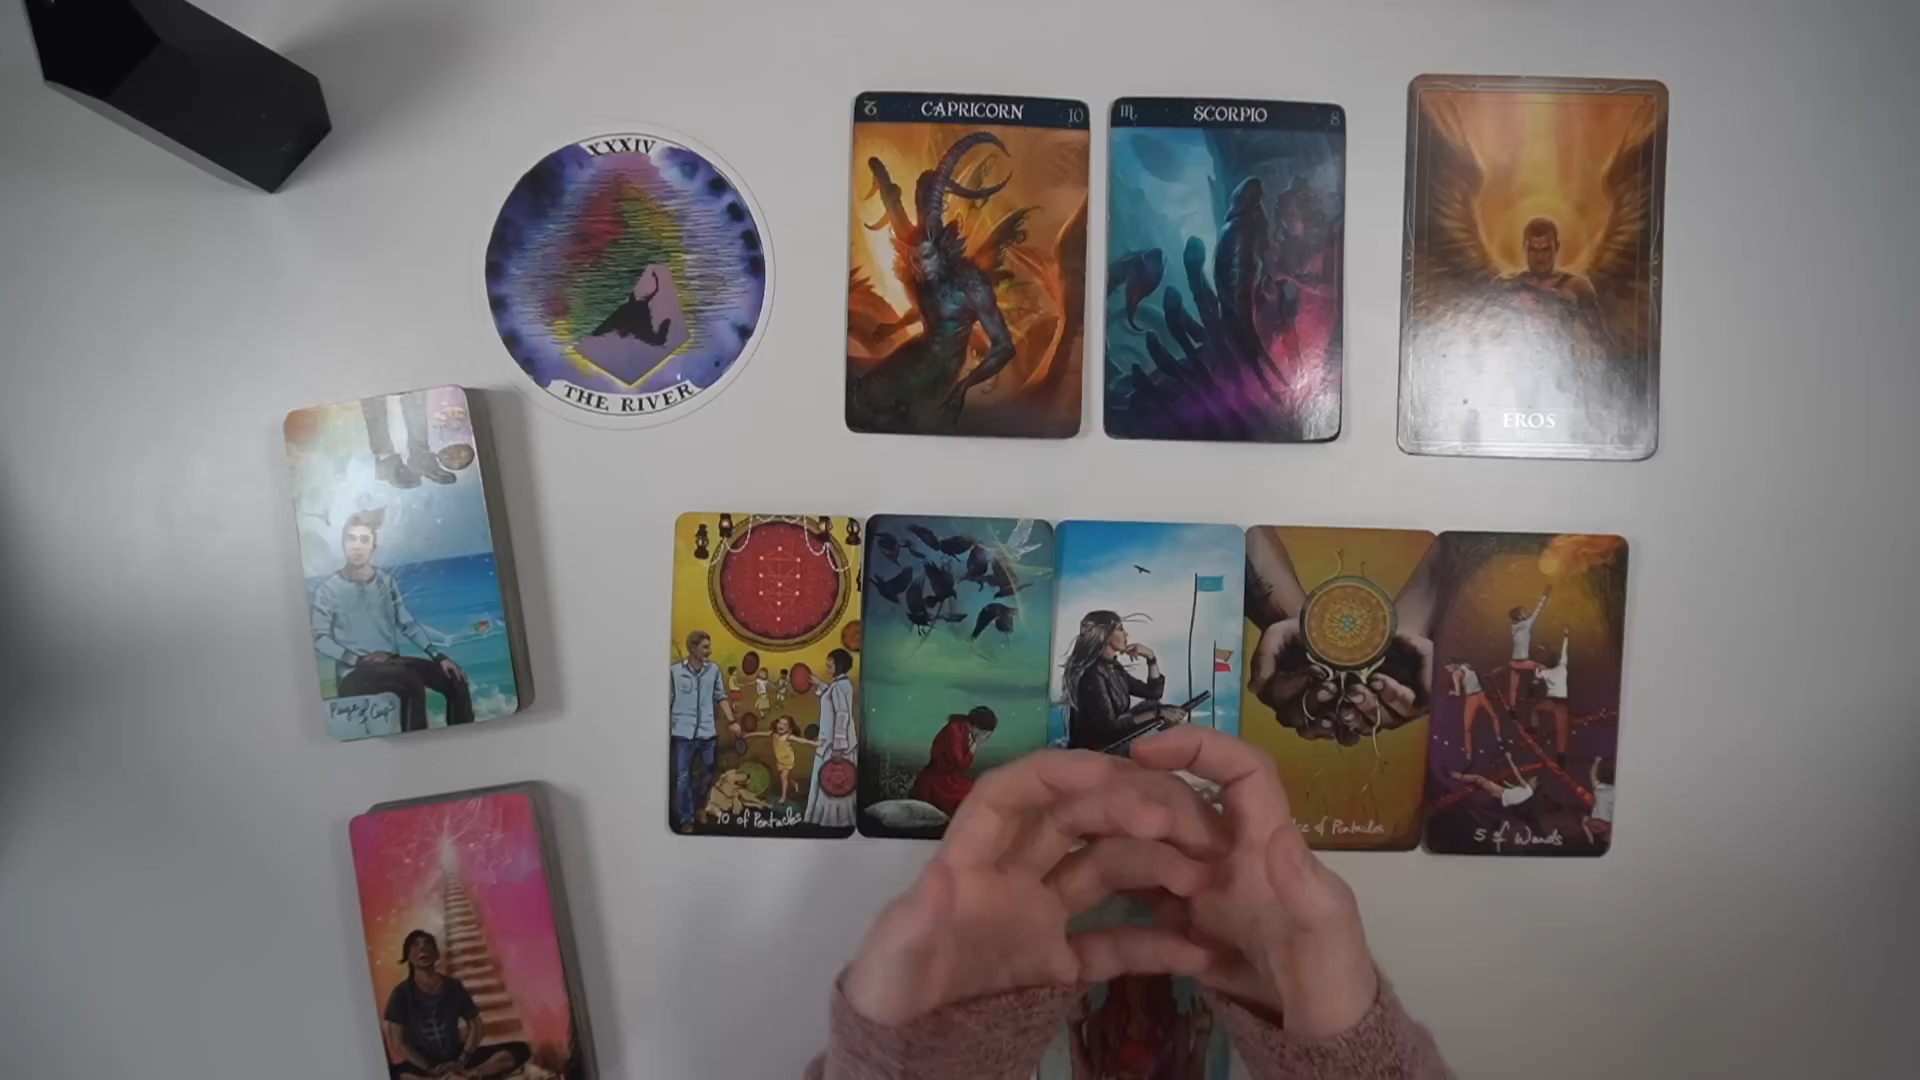 XXXIV
THE RIVER
CAPRICORN
10
SCORPIO
8
EROS
Page of Cups
10 of Pentacles
of Pentacles
5 of Wands